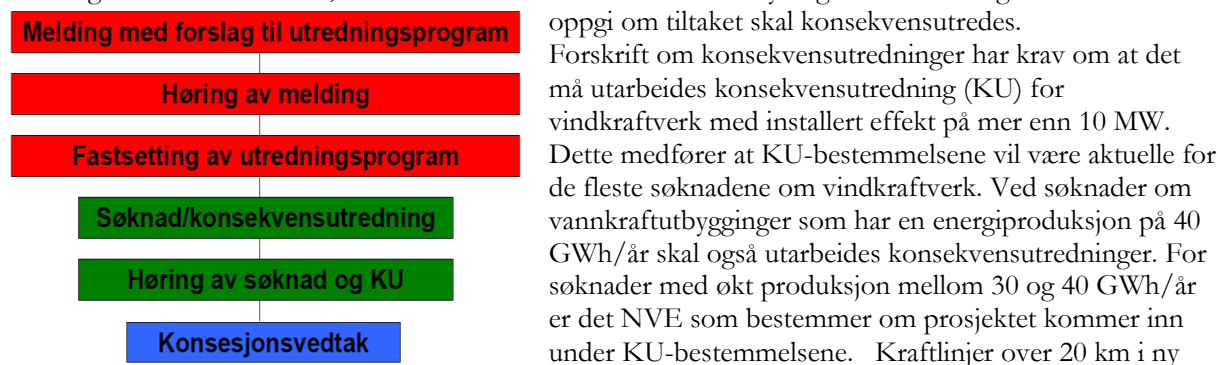 Melding med forslag til utredningsprogram
Høring av melding
Fastsetting av utredningsprogram
Søknad/konsekvensutredning
Høring av søknad og KU
Konsesjonsvedtak
oppgi om tiltaket skal konsekvensutredes.
Forskrift om konsekvensutredninger har krav om at det
må utarbeides konsekvensutredning (KU) for
vindkraftverk med installert effekt på mer enn 10 MW.
Dette medfører at KU-bestemmelsene vil være aktuelle for
de fleste søknadene om vindkraftverk. Ved søknader om
vannkraftutbygginger som har en energiproduksjon på 40
GWh/år skal også utarbeides konsekvensutredninger. For
søknader med økt produksjon mellom 30 og 40 GWh/år
er det NVE som bestemmer om prosjektet kommer inn
under KU-bestemmelsene. Kraftlinjer over 20 km i ny